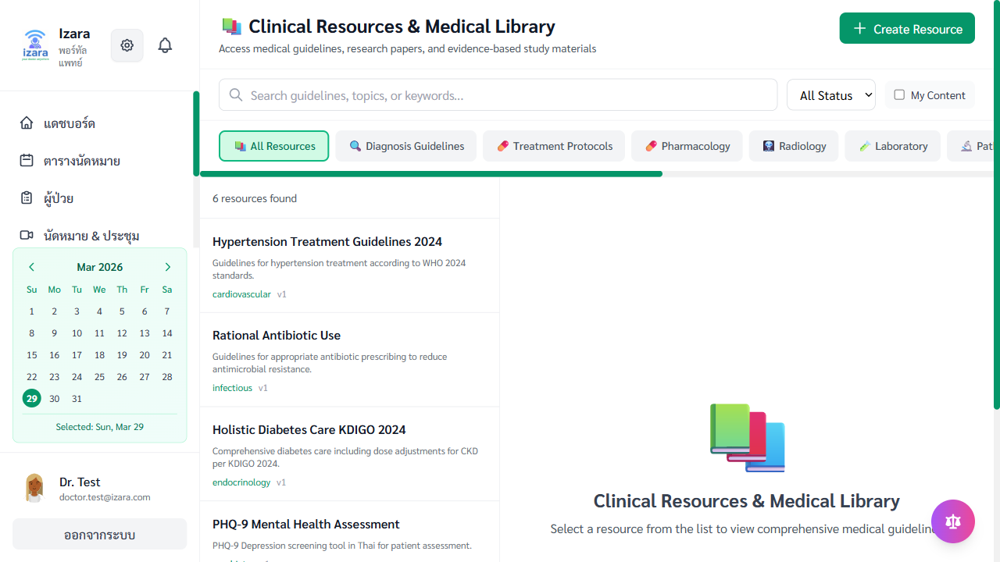 izara
Izara
พอร์ทัล
แพทย์
แดชบอร์ด
ตารางนัดหมาย
ผู้ป่วย
นัดหมาย & ประชุม
Mar 2026
Su Mo Tu We Th Fr Sa
1 2 3 4 5 6 7
8 9 10 11 12 13 14
15 16 17 18 19 20 21
22 23 24 25 26 27 28
29 30 31
Selected: Sun, Mar 29
Dr. Test
doctor.test@izara.com
ออกจากระบบ
Clinical Resources & Medical Library
Access medical guidelines, research papers, and evidence-based study materials
Create Resource
Search guidelines, topics, or keywords...
All Status
My Content
All Resources
Diagnosis Guidelines
Treatment Protocols
Pharmacology
Radiology
Laboratory
6 resources found
Hypertension Treatment Guidelines 2024
Guidelines for hypertension treatment according to WHO 2024
standards.
cardiovascular v1
Rational Antibiotic Use
Guidelines for appropriate antibiotic prescribing to reduce
antimicrobial resistance.
infectious v1
Holistic Diabetes Care KDIGO 2024
Comprehensive diabetes care including dose adjustments for CKD
per KDIGO 2024.
endocrinology v1
PHQ-9 Mental Health Assessment
PHQ-9 Depression screening tool in Thai for patient assessment.
Clinical Resources & Medical Library
Select a resource from the list to view comprehensive medical